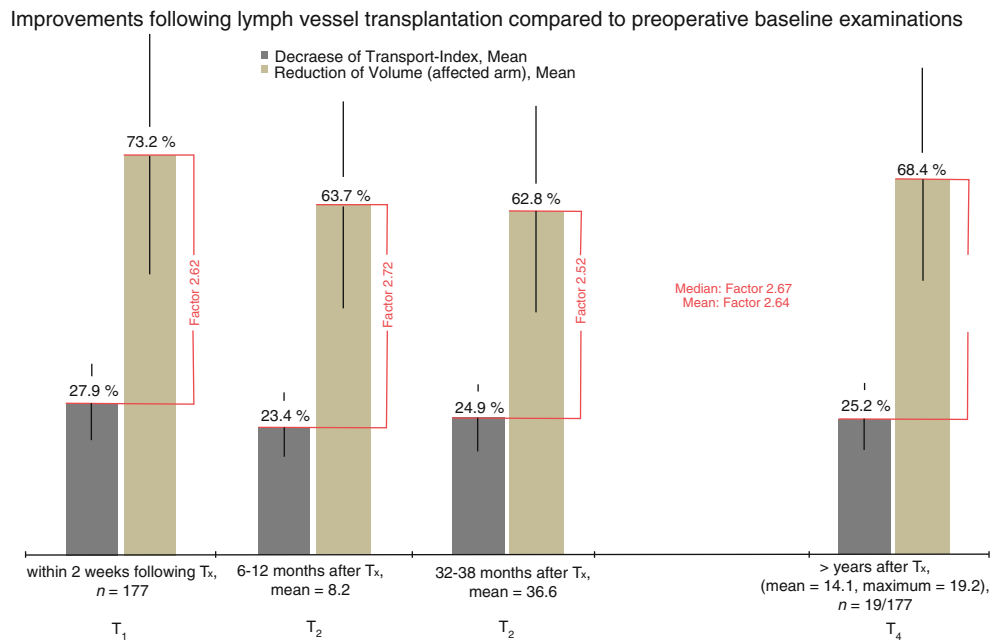 Improvements following lymph vessel transplantation compared to preoperative baseline examinations
Decraese of Transport-Index, Mean
Reduction of Volume (affected arm), Mean
73.2 %
27.9 %
Factor 2.62
63.7 %
23.4 %
Factor 2.72
62.8 %
24.9 %
Factor 2.52
Median: Factor 2.67
Mean: Factor 2.64
68.4 %
25.2 %
within 2 weeks following Tx,
n = 177
T1
6-12 months after Tx,
mean = 8.2
T2
32-38 months after Tx,
mean = 36.6
T2
> years after Tx,
(mean = 14.1, maximum = 19.2),
n = 19/177
T4